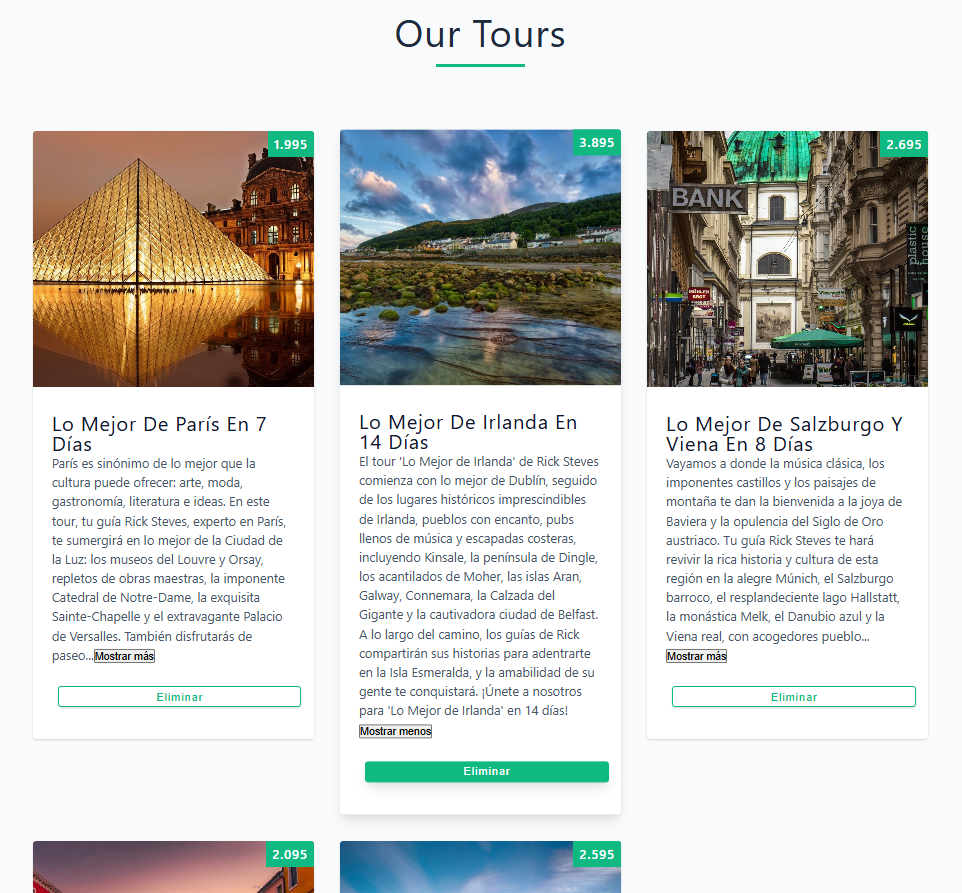 Our Tours
1.995
Lo Mejor De París En 7
Días
París es sinónimo de lo mejor que la
cultura puede ofrecer: arte, moda,
gastronomía, literatura e ideas. En este
tour, tu guía Rick Steves, experto en París,
te sumergirá en lo mejor de la Ciudad de
la Luz: los museos del Louvre y Orsay,
repletos de obras maestras, la imponente
Catedral de Notre-Dame, la exquisita
Sainte-Chapelle y el extravagante Palacio
de Versalles. También disfrutarás de
paseo...Mostrar más
Eliminar
3.895
Lo Mejor De Irlanda En
14 Días
El tour 'Lo Mejor de Irlanda' de Rick Steves
comienza con lo mejor de Dublín, seguido
de los lugares históricos imprescindibles
de Irlanda, pueblos con encanto, pubs
llenos de música y escapadas costeras,
incluyendo Kinsale, la península de Dingle,
los acantilados de Moher, las islas Aran,
Galway, Connemara, la Calzada del
Gigante y la cautivadora ciudad de Belfast.
A lo largo del camino, los guías de Rick
compartirán sus historias para adentrarte
en la Isla Esmeralda, y la amabilidad de su
gente te conquistará. ¡Únete a nosotros
para 'Lo Mejor de Irlanda' en 14 días!
Mostrar menos
Eliminar
2.695
BANK
plastic
house
MÜHLEN
BROT
Lo Mejor De Salzburgo Y
Viena En 8 Días
Vayamos a donde la música clásica, los
imponentes castillos y los paisajes de
montaña te dan la bienvenida a la joya de
Baviera y la opulencia del Siglo de Oro
austriaco. Tu guía Rick Steves te hará
revivir la rica historia y cultura de esta
región en la alegre Múnich, el Salzburgo
barroco, el resplandeciente lago Hallstatt,
la monástica Melk, el Danubio azul y la
Viena real, con acogedores pueblo...
Mostrar más
Eliminar
2.095
2.595